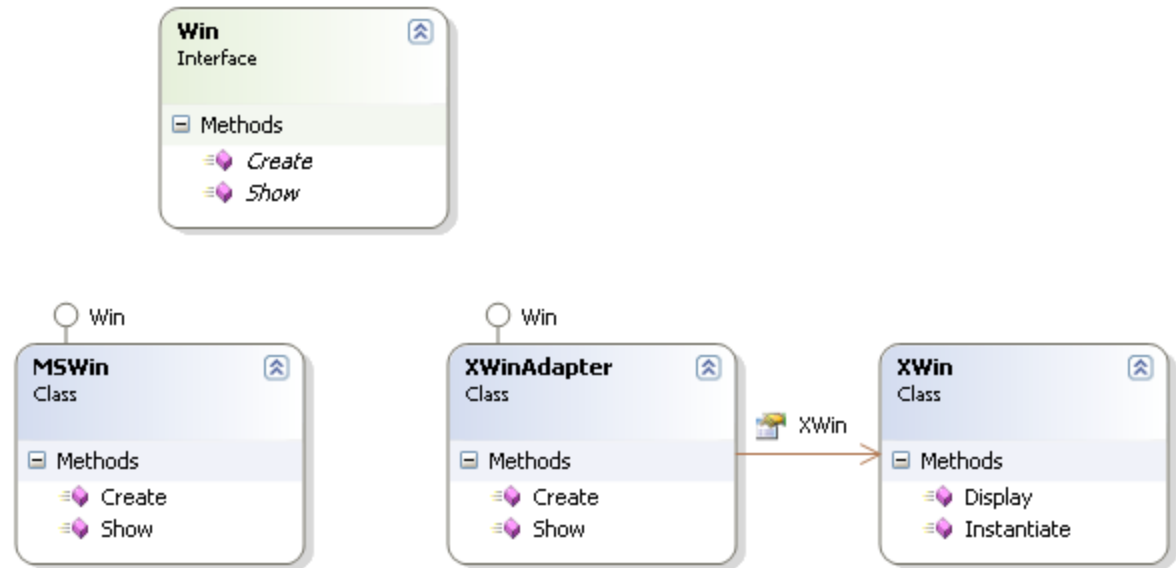 Win
Interface
Methods
Create
Show
Win
MSWin
Class
Methods
Create
Show
Win
XWinAdapter
Class
Methods
Create
Show
XWin
XWin
Class
Methods
Display
Instantiate